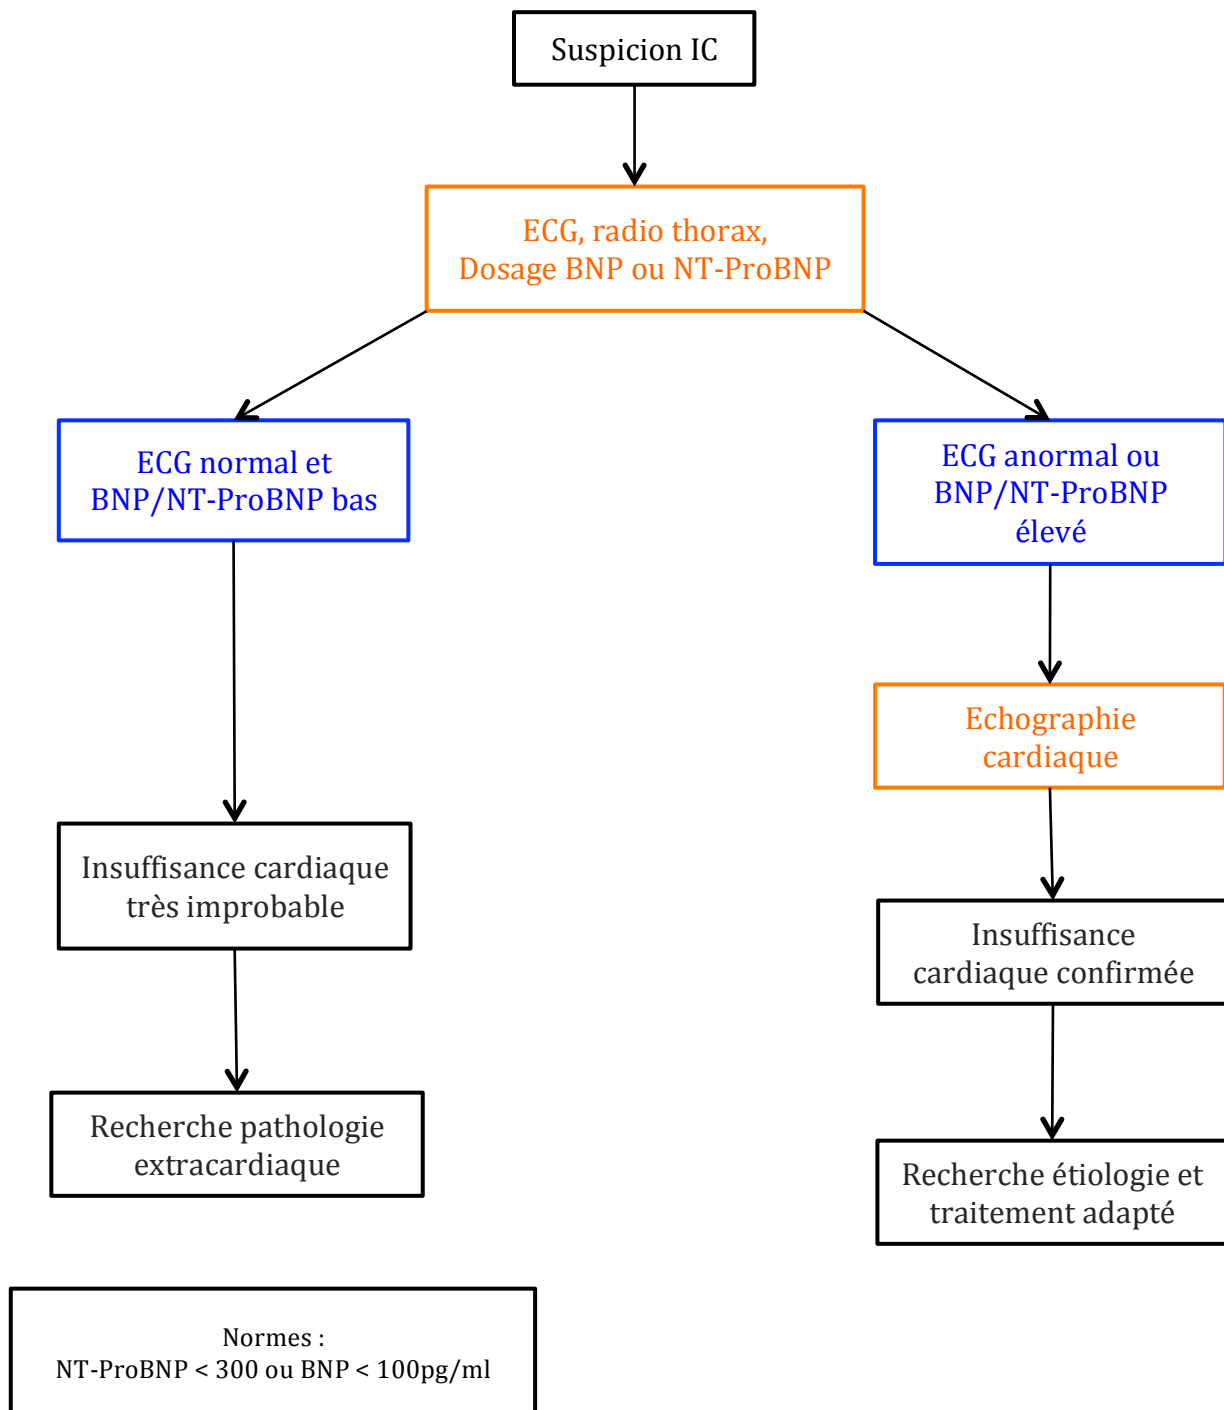 Suspicion IC
ECG, radio thorax,
Dosage BNP ou NT-ProBNP
ECG normal et
BNP/NT-ProBNP bas
ECG anormal ou
BNP/NT-ProBNP
élevé
Echographie
cardiaque
Insuffisance cardiaque
très improbable
Insuffisance
cardiaque confirmée
Recherche pathologie
extracardiaque
Recherche étiologie et
traitement adapté
Normes :
NT-ProBNP < 300 ou BNP < 100pg/ml